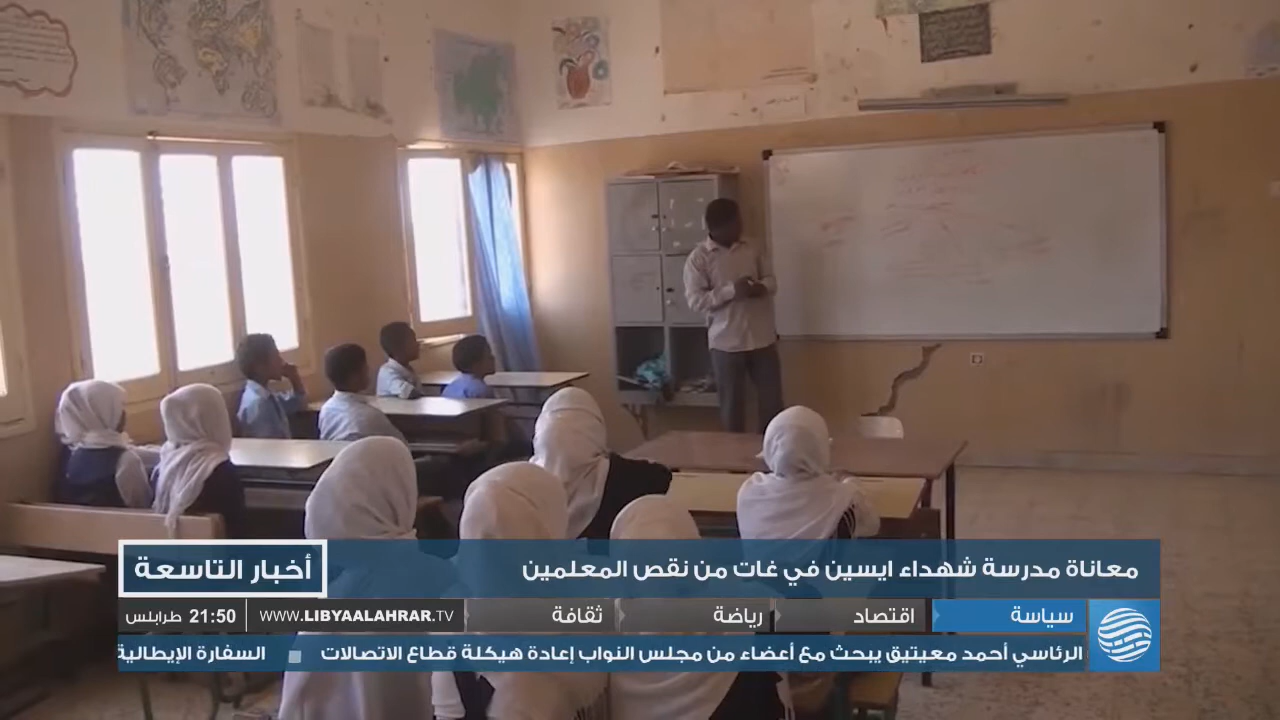 معاناة مدرسة شهداء ايسين في غات من نقص المعلمين
أخبار التاسعة
سياسة
اقتصاد
رياضة
ثقافة
WWW.LIBYAALAHRAR.TV
21:50 طرابلس
الرئاسي أحمد معيتيق يبحث مع أعضاء من مجلس النواب إعادة هيكلة قطاع الاتصالات
السفارة الإيطالية